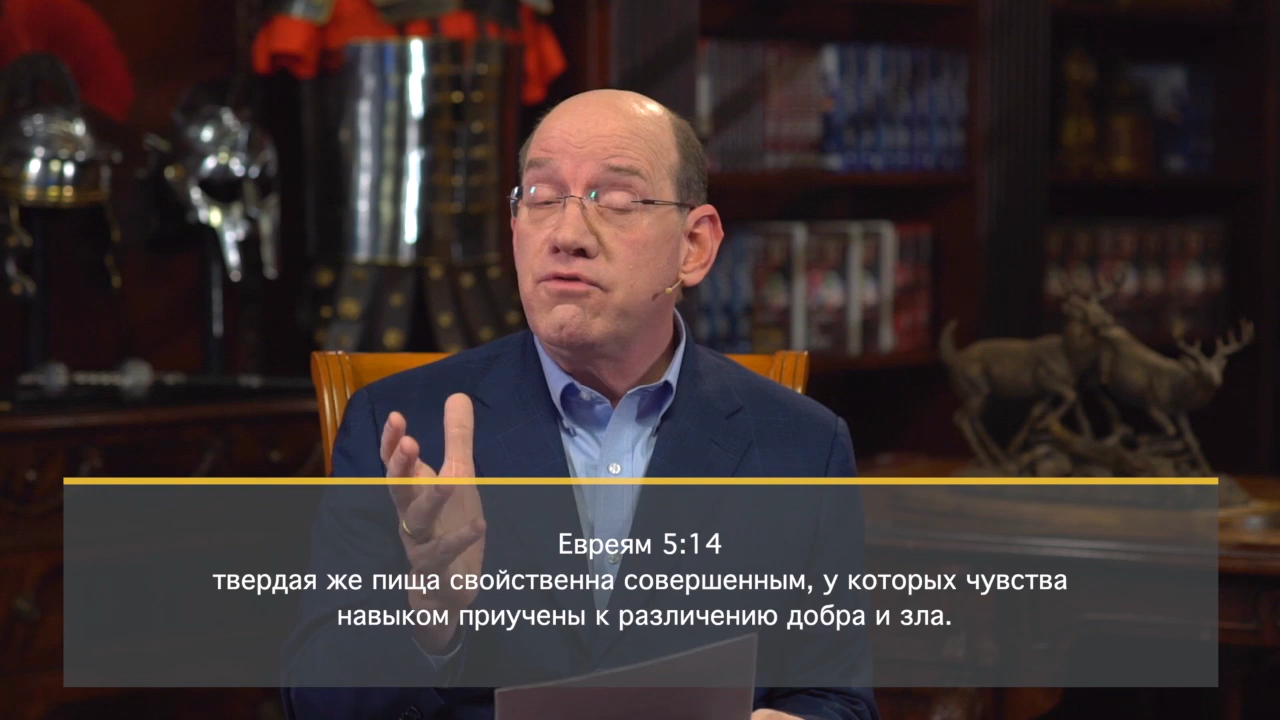 Евреям 5:14
твердая же пища свойственна совершенным, у которых чувства
навыком приучены к различению добра и зла.